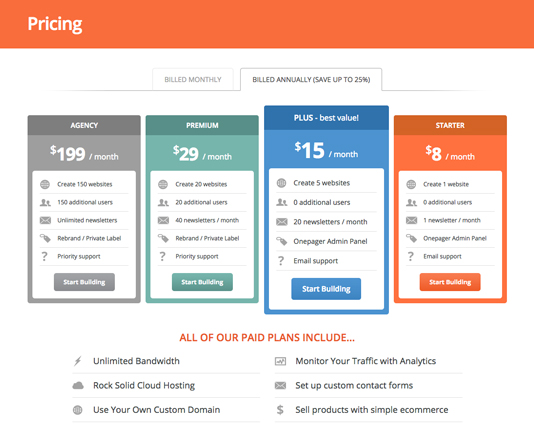 Pricing
BILLED MONTHLY
BILLED ANNUALLY (SAVE UP TO 25%)
AGENCY
$199 / month
Create 150 websites
150 additional users
Unlimited newsletters
Rebrand / Private Label
Priority support
Start Building
PREMIUM
$29 / month
Create 20 websites
20 additional users
40 newsletters / month
Rebrand / Private Label
Priority support
Start Building
PLUS - best value!
$15 / month
Create 5 websites
0 additional users
20 newsletters / month
Onepager Admin Panel
Email support
Start Building
STARTER
$8 / month
Create 1 website
0 additional users
1 newsletter / month
Onepager Admin Panel
Email support
Start Building
ALL OF OUR PAID PLANS INCLUDE...
Unlimited Bandwidth
Monitor Your Traffic with Analytics
Rock Solid Cloud Hosting
Set up custom contact forms
Use Your Own Custom Domain
Sell products with simple ecommerce